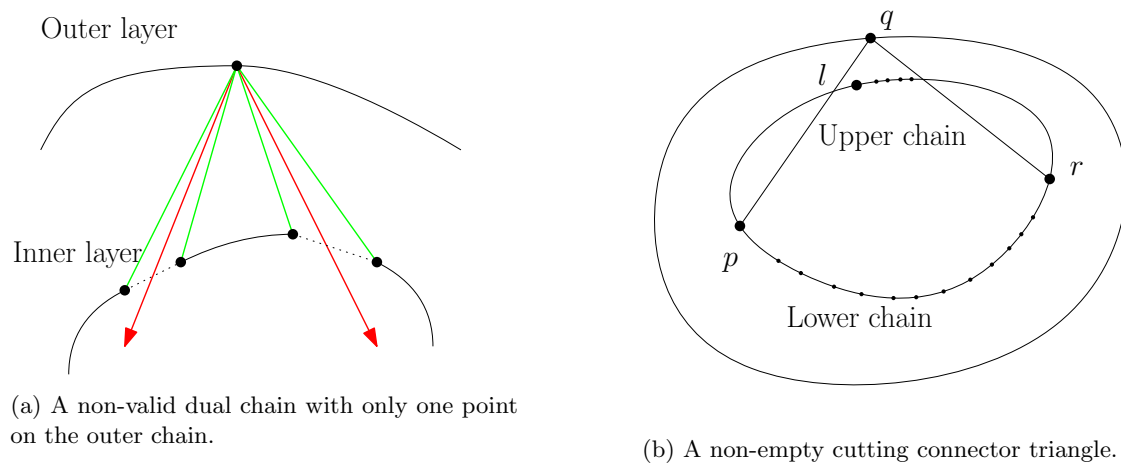 Outer layer
Inner layer
(a) A non-valid dual chain with only one point
on the outer chain.
q
l
Upper chain
r
p
Lower chain
(b) A non-empty cutting connector triangle.